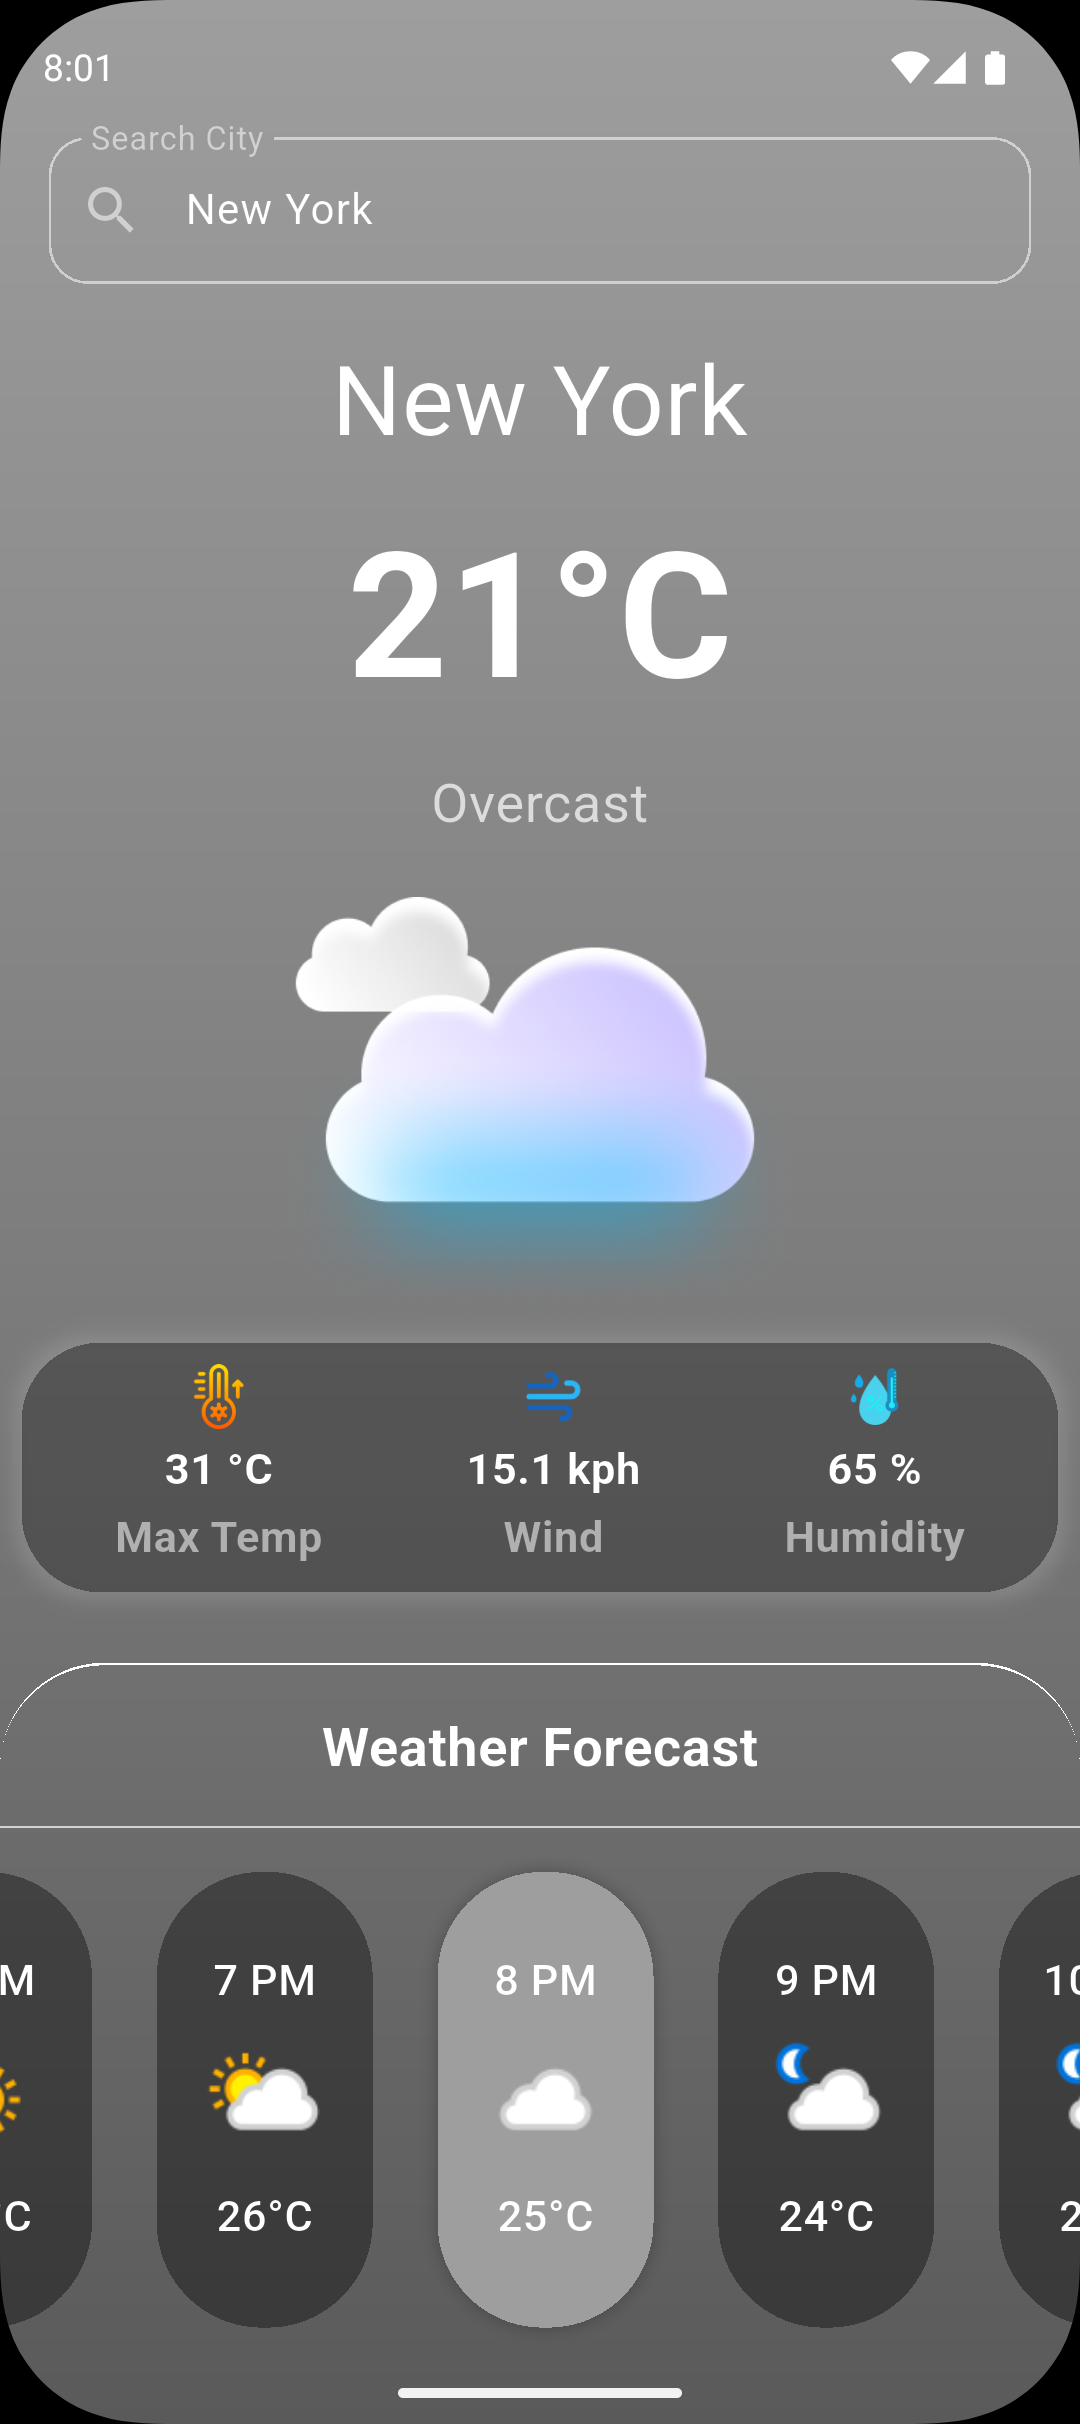 8:01
Search City
New York
New York
21°C
Overcast
31 °C 15.1 kph 65 %
Max Temp Wind Humidity
Weather Forecast
M 7 PM 8 PM 9 PM 10
C 26°C 25°C 24°C 2